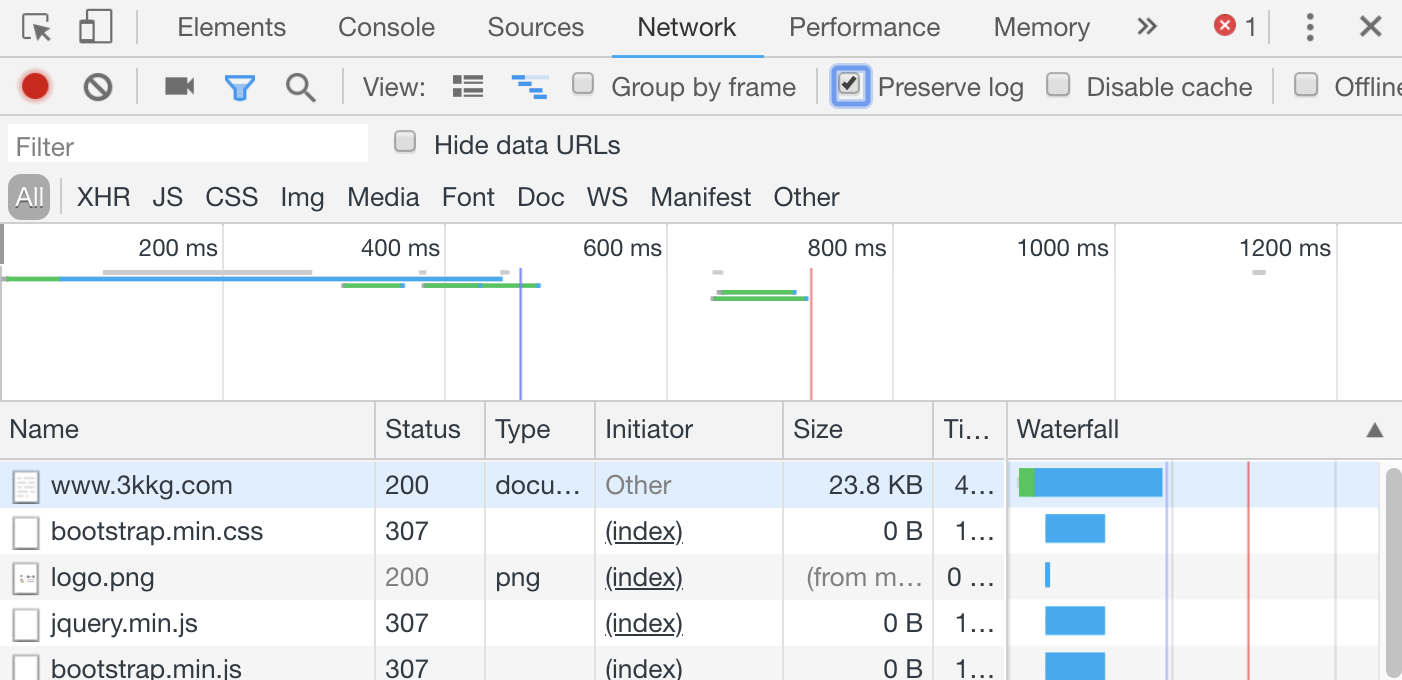 Elements Console Sources Network Performance Memory » 1
View: Group by frame Preserve log Disable cache Offline
Filter Hide data URLs
All XHR JS CSS Img Media Font Doc WS Manifest Other
200 ms 400 ms 600 ms 800 ms 1000 ms 1200 ms
Name Status Type Initiator Size Ti... Waterfall
www.3kkg.com 200 docu... Other 23.8 KB 4...
bootstrap.min.css 307 (index) 0 B 1...
logo.png 200 png (index) (from m... 0 ...
jquery.min.js 307 (index) 0 B 1...
bootstrap.min.js 307 (index) 0 B 1...